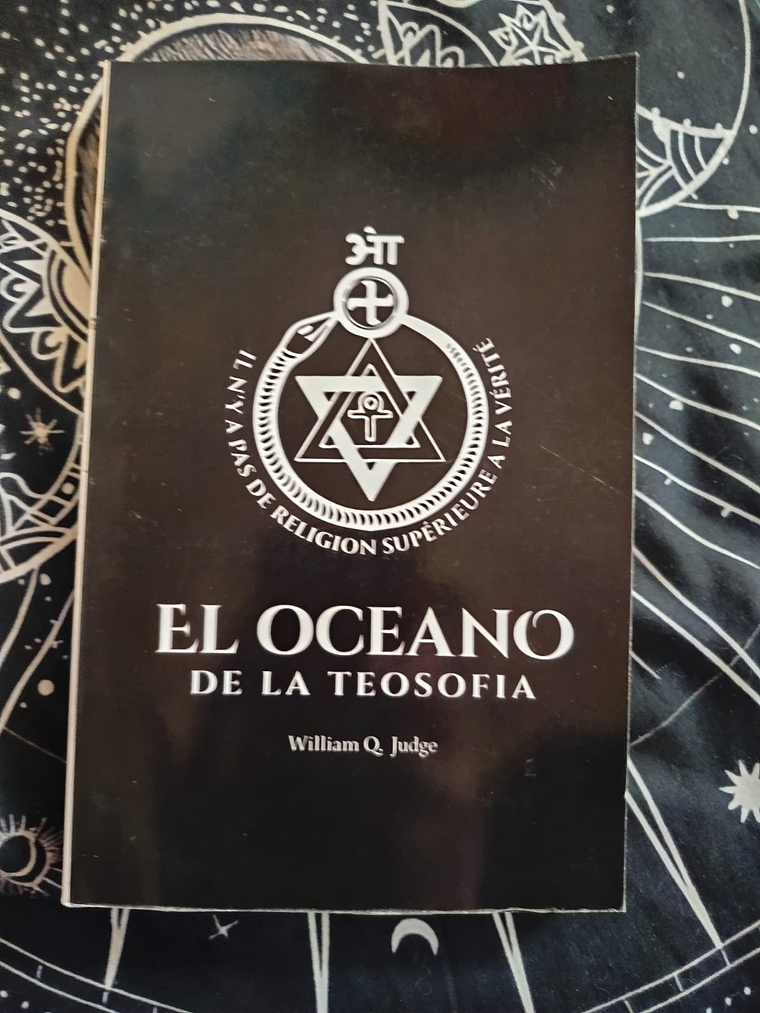 ओं
IL N'Y A PAS DE RELIGION SUPÉRIEURE A LA VÉRITÉ
EL OCEANO
DE LA TEOSOFIA
William Q. Judge